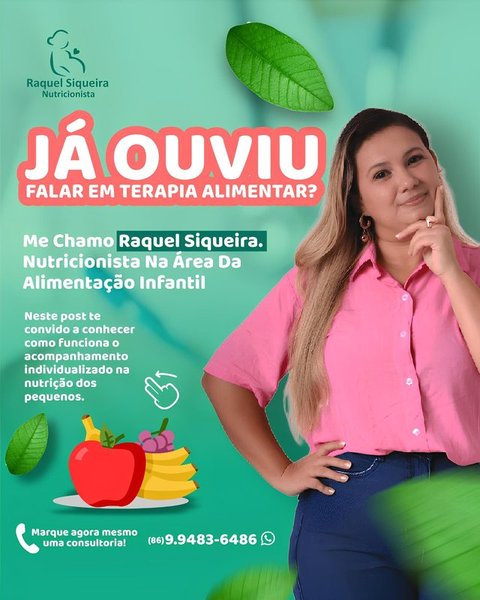 Raquel Siqueira
Nutricionista
JÁ OUVIU
FALAR EM TERAPIA ALIMENTAR?
Me Chamo Raquel Siqueira.
Nutricionista Na Área Da
Alimentação Infantil
Neste post te
convido a conhecer
como funciona o
acompanhamento
individualizado na
nutrição dos
pequenos.
Marque agora mesmo
uma consultoria!
(86)9.9483-6486